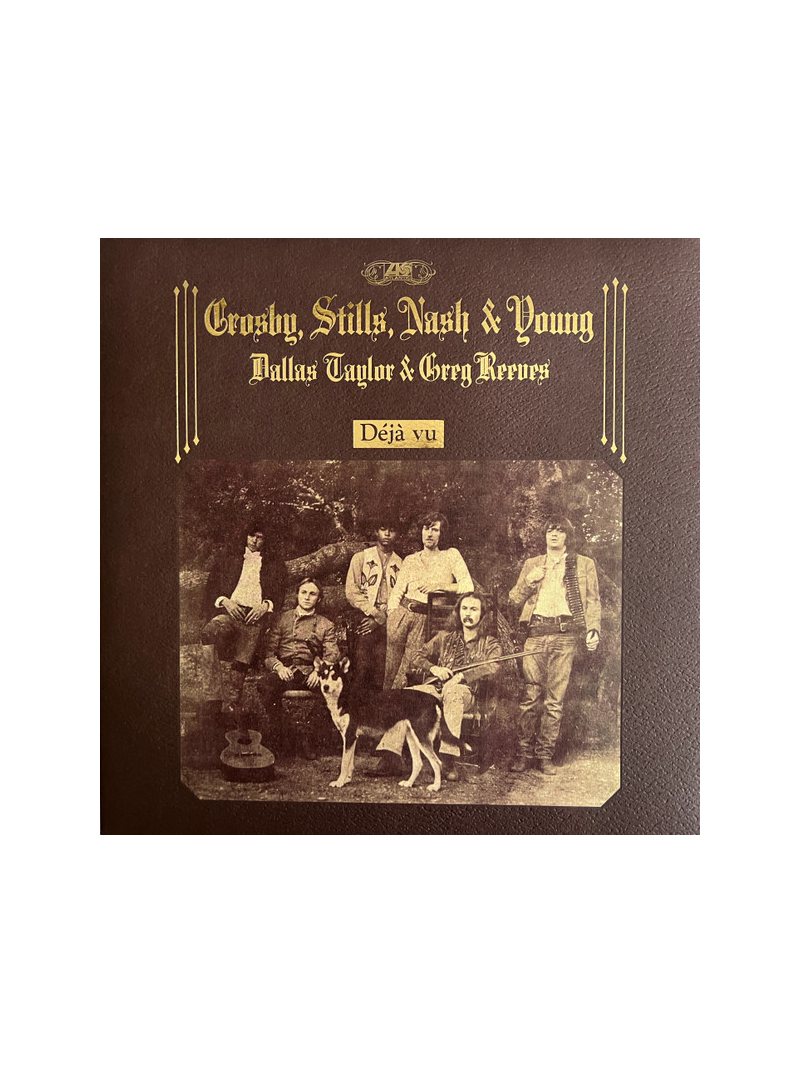 Crosby, Stills, Nash & Young
Dallas Taylor & Greg Reeves
Déjà vu